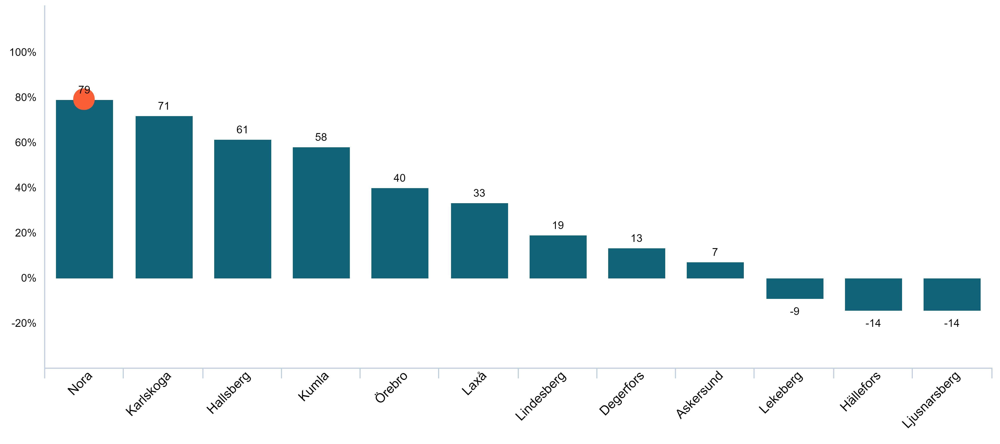 100%
80%
60%
40%
20%
0%
-20%
79
71
61
58
40
33
19
13
7
-9
-14
-14
Nora
Karlskoga
Hallsberg
Kumla
Örebro
Laxå
Lindesberg
Degerfors
Askersund
Lekeberg
Hällefors
Ljusnarsberg